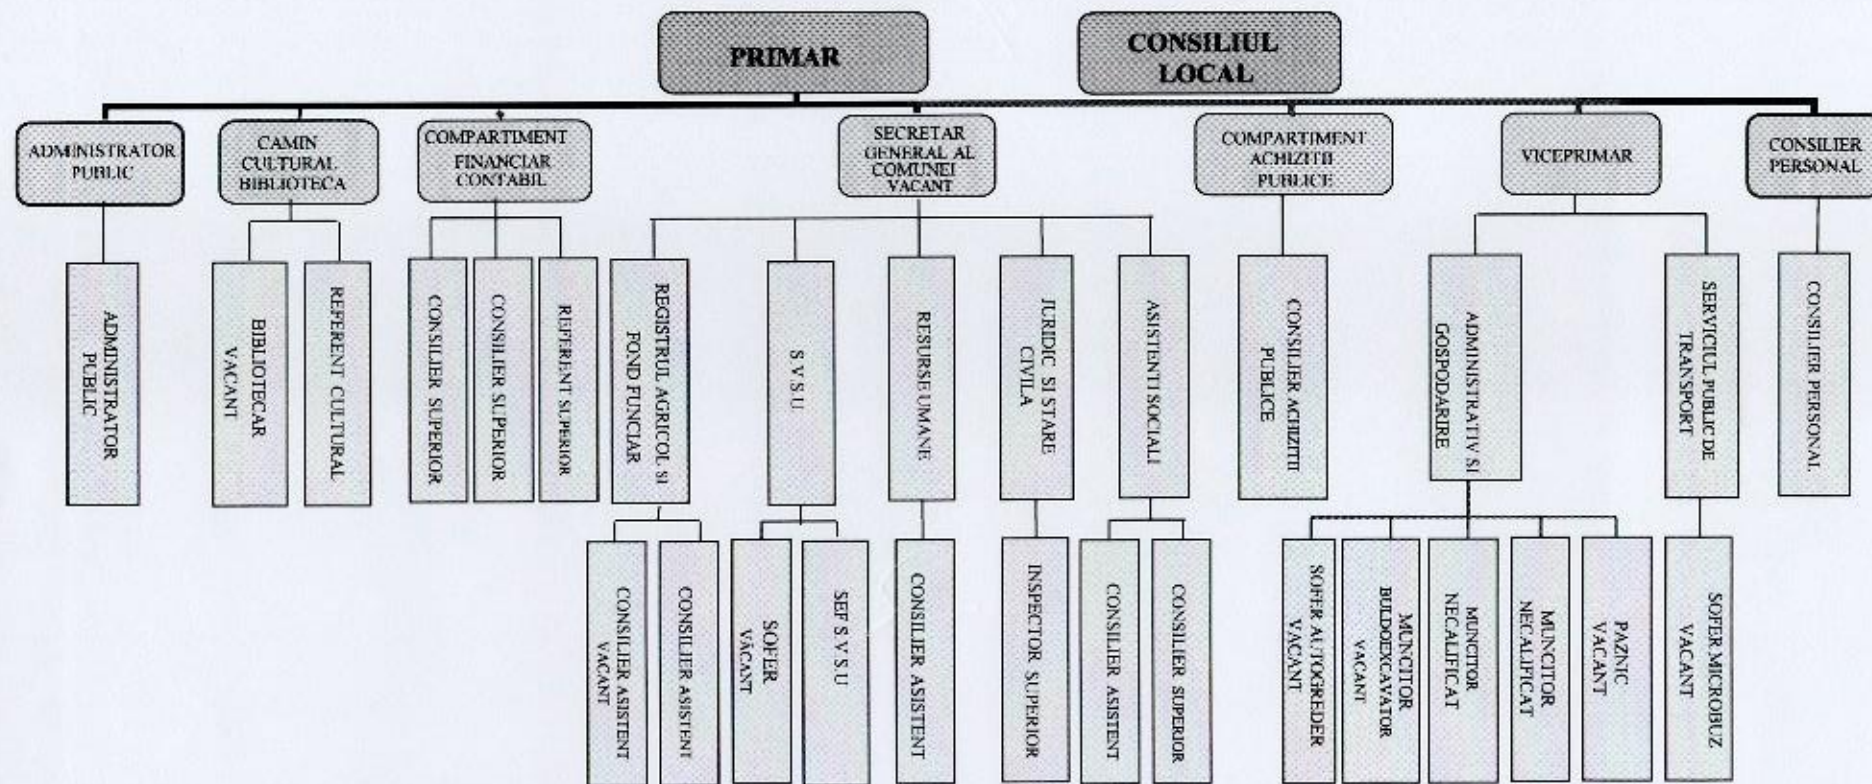 PRIMAR
CONSILIUL
LOCAL
ADMINISTRATOR
PUBLIC
CAMIN
CULTURAL
BIBLIOTECA
COMPARTIMENT
FINANCIAR
CONTABIL
SECRETAR
GENERAL AL
COMUNEI
VACANT
COMPARTIMENT
ACHIZITII
PUBLICE
VICEPRIMAR
CONSILIER
PERSONAL
ADMINISTRATOR
PUBLIC
BIBLIOTECAR
VACANT
REFERENT CULTURAL
CONSILIER SUPERIOR
CONSILIER SUPERIOR
REFERENT SUPERIOR
REGISTRUL AGRICOL SI
FOND FUNCIAR
S V S U
RESURSE UMANE
JURIDIC SI STARE
CIVILA
ASISTENTI SOCIALI
CONSILIER ACHIZITII
PUBLICE
ADMINISTRATIV SI
GOSPODARIRE
SERVICIUL PUBLIC DE
TRANSPORT
CONSILIER PERSONAL
CONSILIER ASISTENT
VACANT
CONSILIER ASISTENT
SOFER
VACANT
SEF S V S U
CONSILIER ASISTENT
INSPECTOR SUPERIOR
CONSILIER ASISTENT
CONSILIER SUPERIOR
SOFER AUTOGREDER
VACANT
MUNCITOR
BULDOEXCAVATOR
VACANT
MUNCITOR
NECALIFICAT
MUNCITOR
NECALIFICAT
PAZNIC
VACANT
SOFER MICROBUZ
VACANT